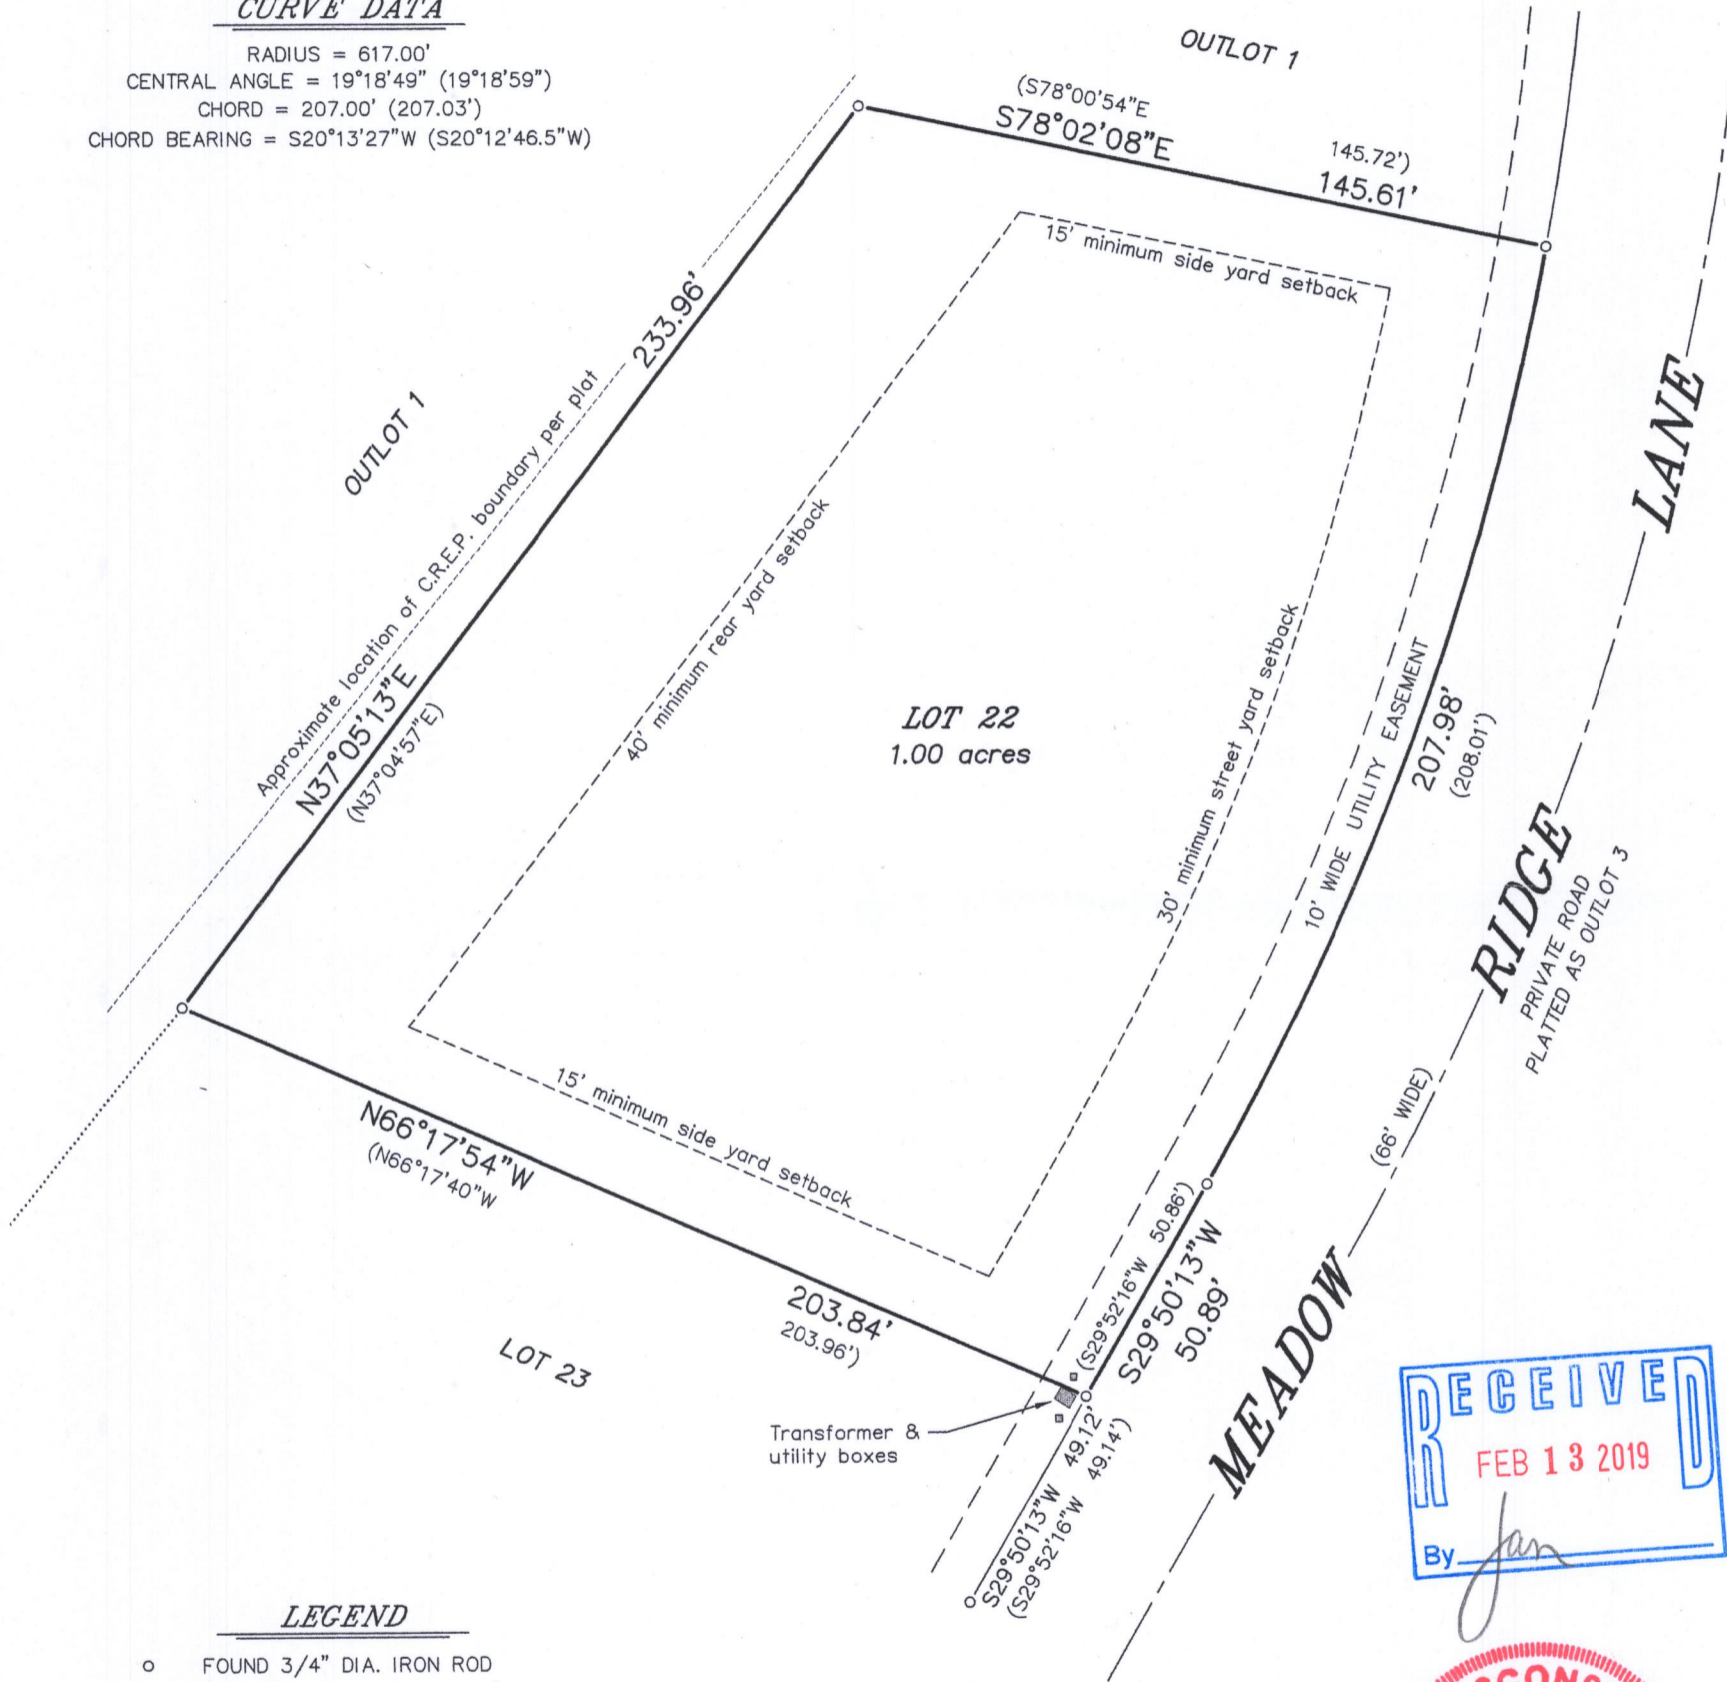 CURVE DATA
RADIUS = 617.00'
CENTRAL ANGLE = 19°18'49" (19°18'59")
CHORD = 207.00' (207.03')
CHORD BEARING = S20°13'27"W (S20°12'46.5"W)
OUTLOT 1
(S78°00'54"E 145.72')
S78°02'08"E 145.61'
15' minimum side yard setback
233.96'
OUTLOT 1
Approximate location of C.R.E.P. boundary per plat
N37°05'13"E
(N37°04'57"E)
40' minimum rear yard setback
LOT 22
1.00 acres
30' minimum street yard setback
10' WIDE UTILITY EASEMENT
207.98'
(208.01')
MEADOW RIDGE LANE
PRIVATE ROAD
PLATTED AS OUTLOT 3
(66' WIDE)
15' minimum side yard setback
N66°17'54"W 203.84'
(N66°17'40"W 203.96')
LOT 23
(S29°52'16"W 50.86')
S29°50'13"W
50.89'
Transformer &
utility boxes
S29°50'13"W 49.12'
(S29°52'16"W 49.14')
RECEIVED
FEB 13 2019
By Jan
LEGEND
FOUND 3/4" DIA. IRON ROD